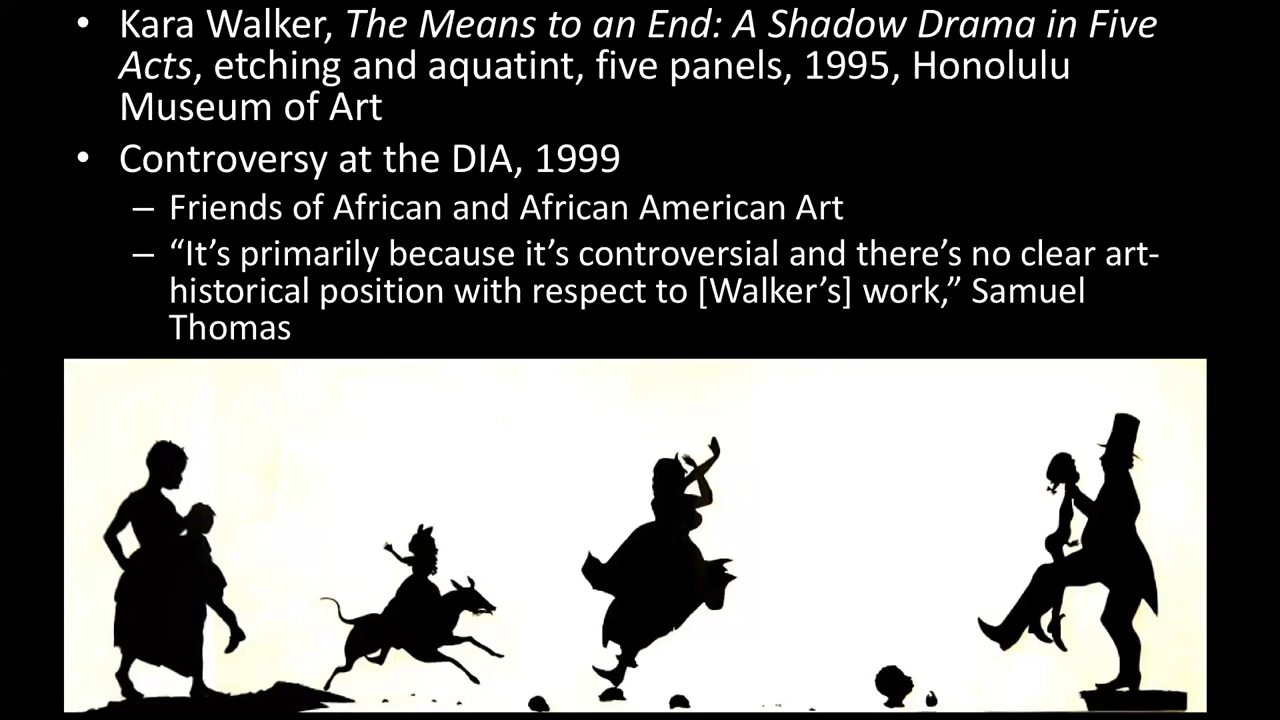 • Kara Walker, The Means to an End: A Shadow Drama in Five
Acts, etching and aquatint, five panels, 1995, Honolulu
Museum of Art
• Controversy at the DIA, 1999
– Friends of African and African American Art
– “It’s primarily because it’s controversial and there’s no clear art-
historical position with respect to [Walker’s] work,” Samuel
Thomas